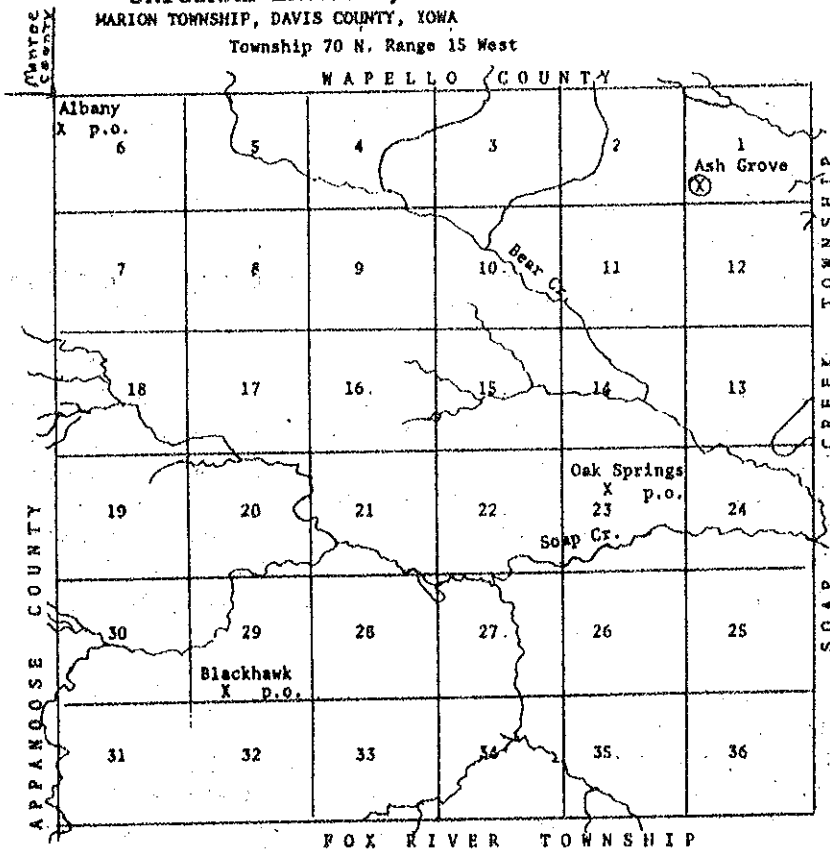 Monroe
County
MARION TOWNSHIP, DAVIS COUNTY, IOWA
Township 70 N. Range 15 West
WAPELLO COUNTY
Albany
X p.o.
6 5 4 3 2 1
Ash Grove
X
7 8 9 10 11 12
Bear Cr.
18 17 16 15 14 13
Oak Springs
X p.o.
19 20 21 22 23 24
Soap Cr.
30 29 28 27 26 25
Blackhawk
X p.o.
31 32 33 34 35 36
APPANOOSE COUNTY
SOAP CREEK TOWNSHIP
FOX RIVER TOWNSHIP